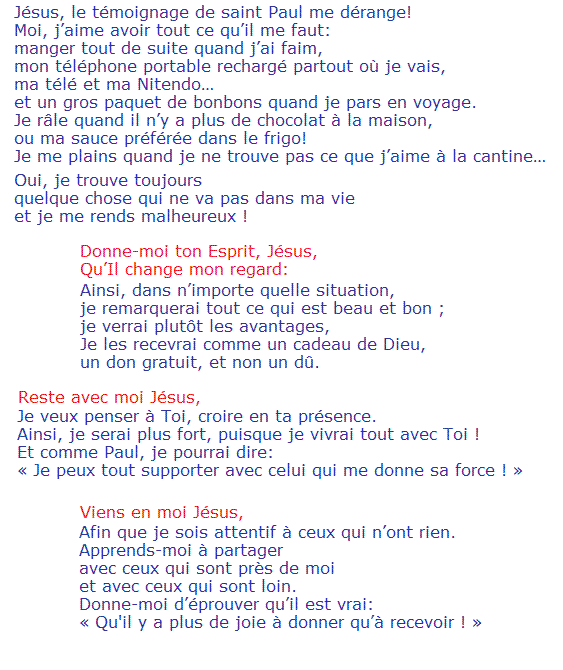 Jésus, le témoignage de saint Paul me dérange!
Moi, j’aime avoir tout ce qu’il me faut:
manger tout de suite quand j’ai faim,
mon téléphone portable rechargé partout où je vais,
ma télé et ma Nitendo…
et un gros paquet de bonbons quand je pars en voyage.
Je râle quand il n’y a plus de chocolat à la maison,
ou ma sauce préférée dans le frigo!
Je me plains quand je ne trouve pas ce que j’aime à la cantine…
Oui, je trouve toujours
quelque chose qui ne va pas dans ma vie
et je me rends malheureux !
Donne-moi ton Esprit, Jésus,
Qu’Il change mon regard:
Ainsi, dans n’importe quelle situation,
je remarquerai tout ce qui est beau et bon ;
je verrai plutôt les avantages,
Je les recevrai comme un cadeau de Dieu,
un don gratuit, et non un dû.
Reste avec moi Jésus,
Je veux penser à Toi, croire en ta présence.
Ainsi, je serai plus fort, puisque je vivrai tout avec Toi !
Et comme Paul, je pourrai dire:
« Je peux tout supporter avec celui qui me donne sa force ! »
Viens en moi Jésus,
Afin que je sois attentif à ceux qui n’ont rien.
Apprends-moi à partager
avec ceux qui sont près de moi
et avec ceux qui sont loin.
Donne-moi d’éprouver qu’il est vrai:
« Qu'il y a plus de joie à donner qu’à recevoir ! »